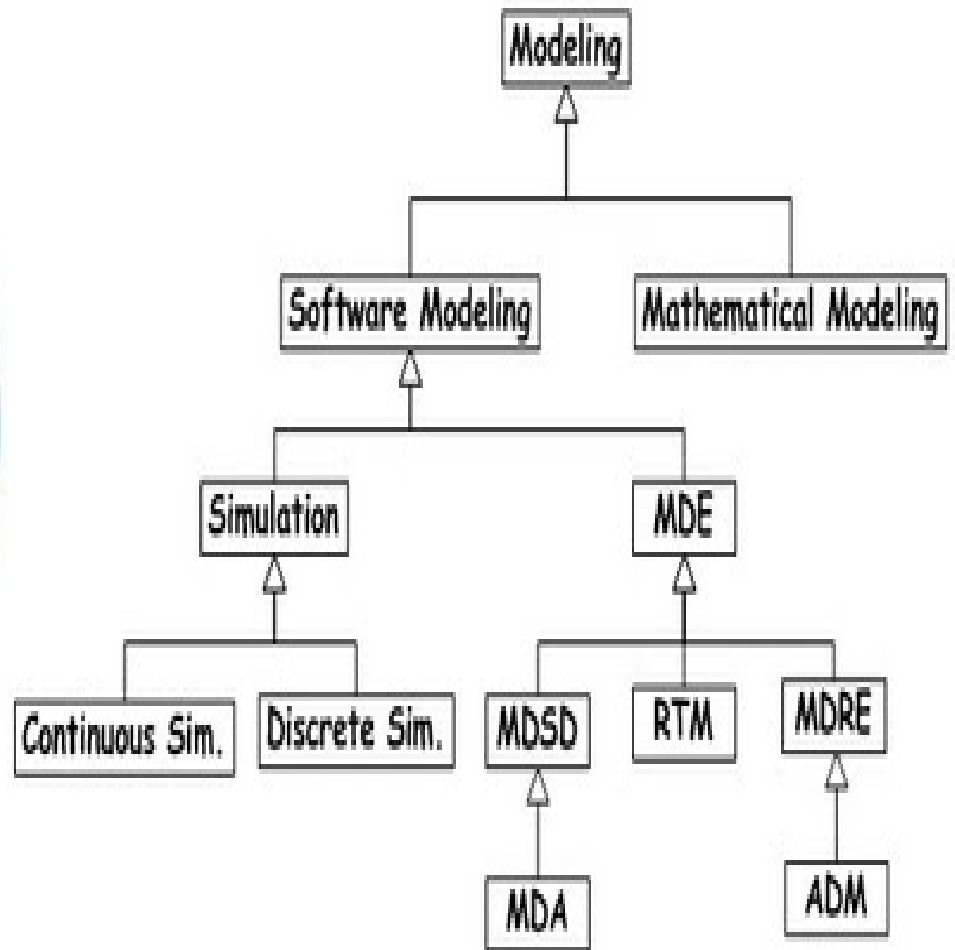 Modeling
Software Modeling
Mathematical Modeling
Simulation
MDE
Continuous Sim.
Discrete Sim.
MDSD
RTM
MDRE
MDA
ADM